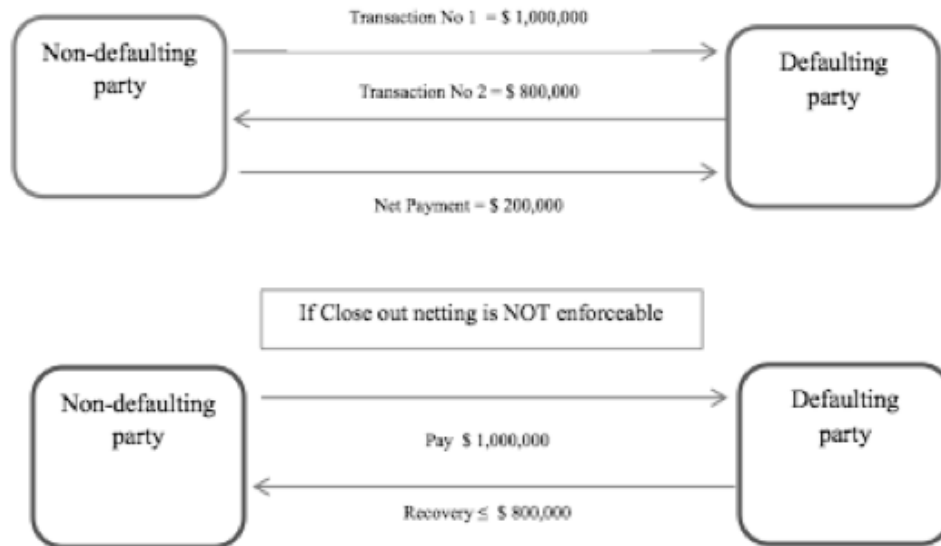 Transaction No 1 = $ 1,000,000
Non-defaulting
party
Defaulting
party
Transaction No 2 = $ 800,000
Net Payment = $ 200,000
If Close out netting is NOT enforceable
Non-defaulting
party
Defaulting
party
Pay $ 1,000,000
Recovery ≤ $ 800,000